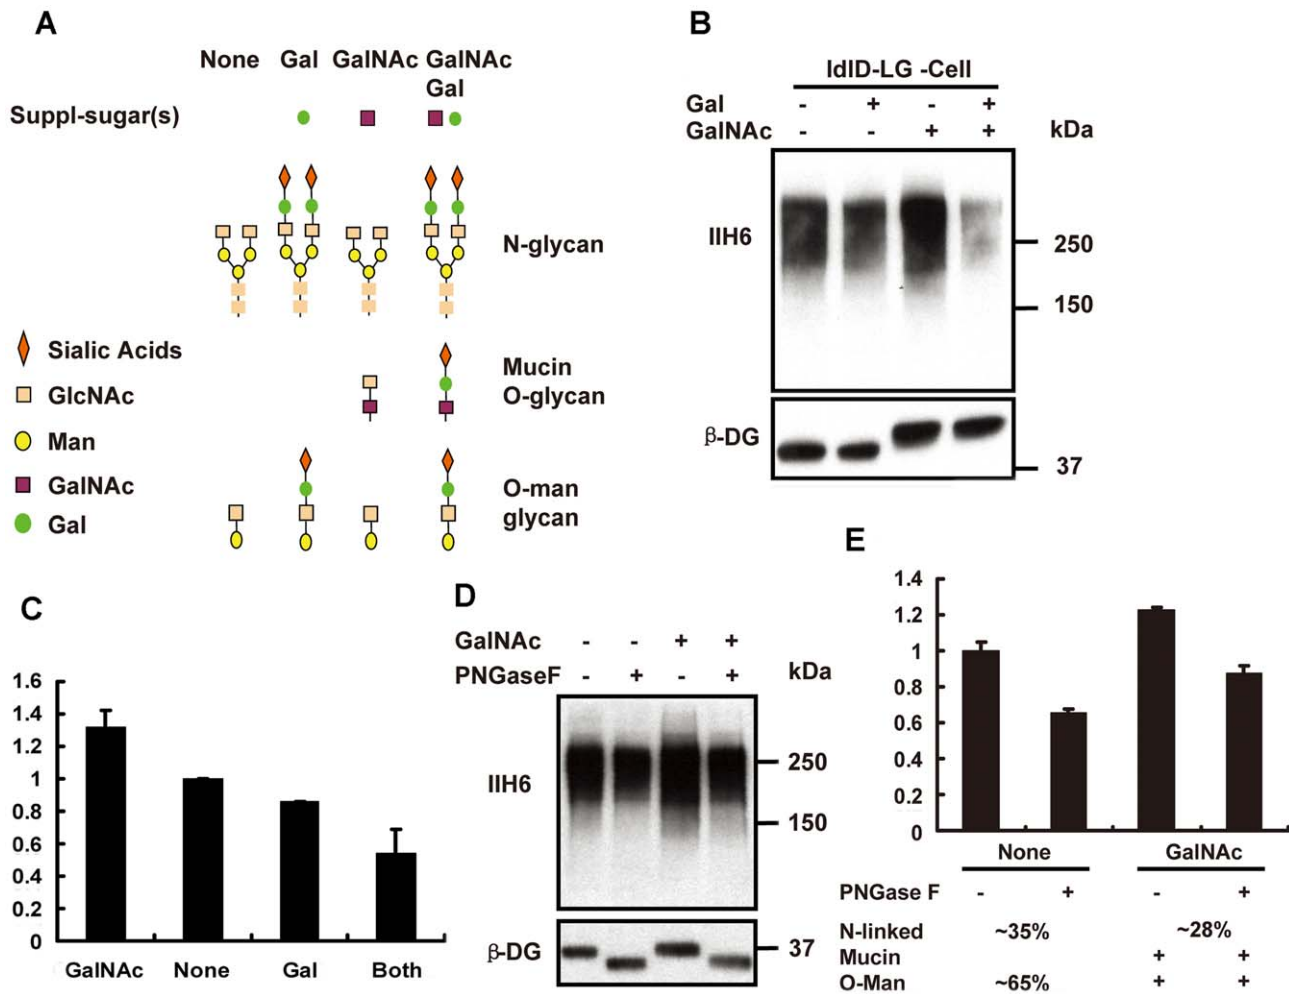 A
None Gal GalNAc GalNAc
Gal
Suppl-sugar(s)
N-glycan
Sialic Acids
GlcNAc
Man
GalNAc
Gal
Mucin
O-glycan
O-man
glycan
B
ldlD-LG -Cell
Gal - + - +
GalNAc - - + + kDa
IIH6
250
150
β-DG
37
C
1.6
1.4
1.2
1
0.8
0.6
0.4
0.2
0
GalNAc None Gal Both
D
GalNAc - - + +
PNGaseF - + - + kDa
IIH6
250
150
β-DG
37
E
1.4
1.2
1
0.8
0.6
0.4
0.2
0
None GalNAc
PNGase F - + - +
N-linked ~35% ~28%
Mucin + +
O-Man ~65% + +